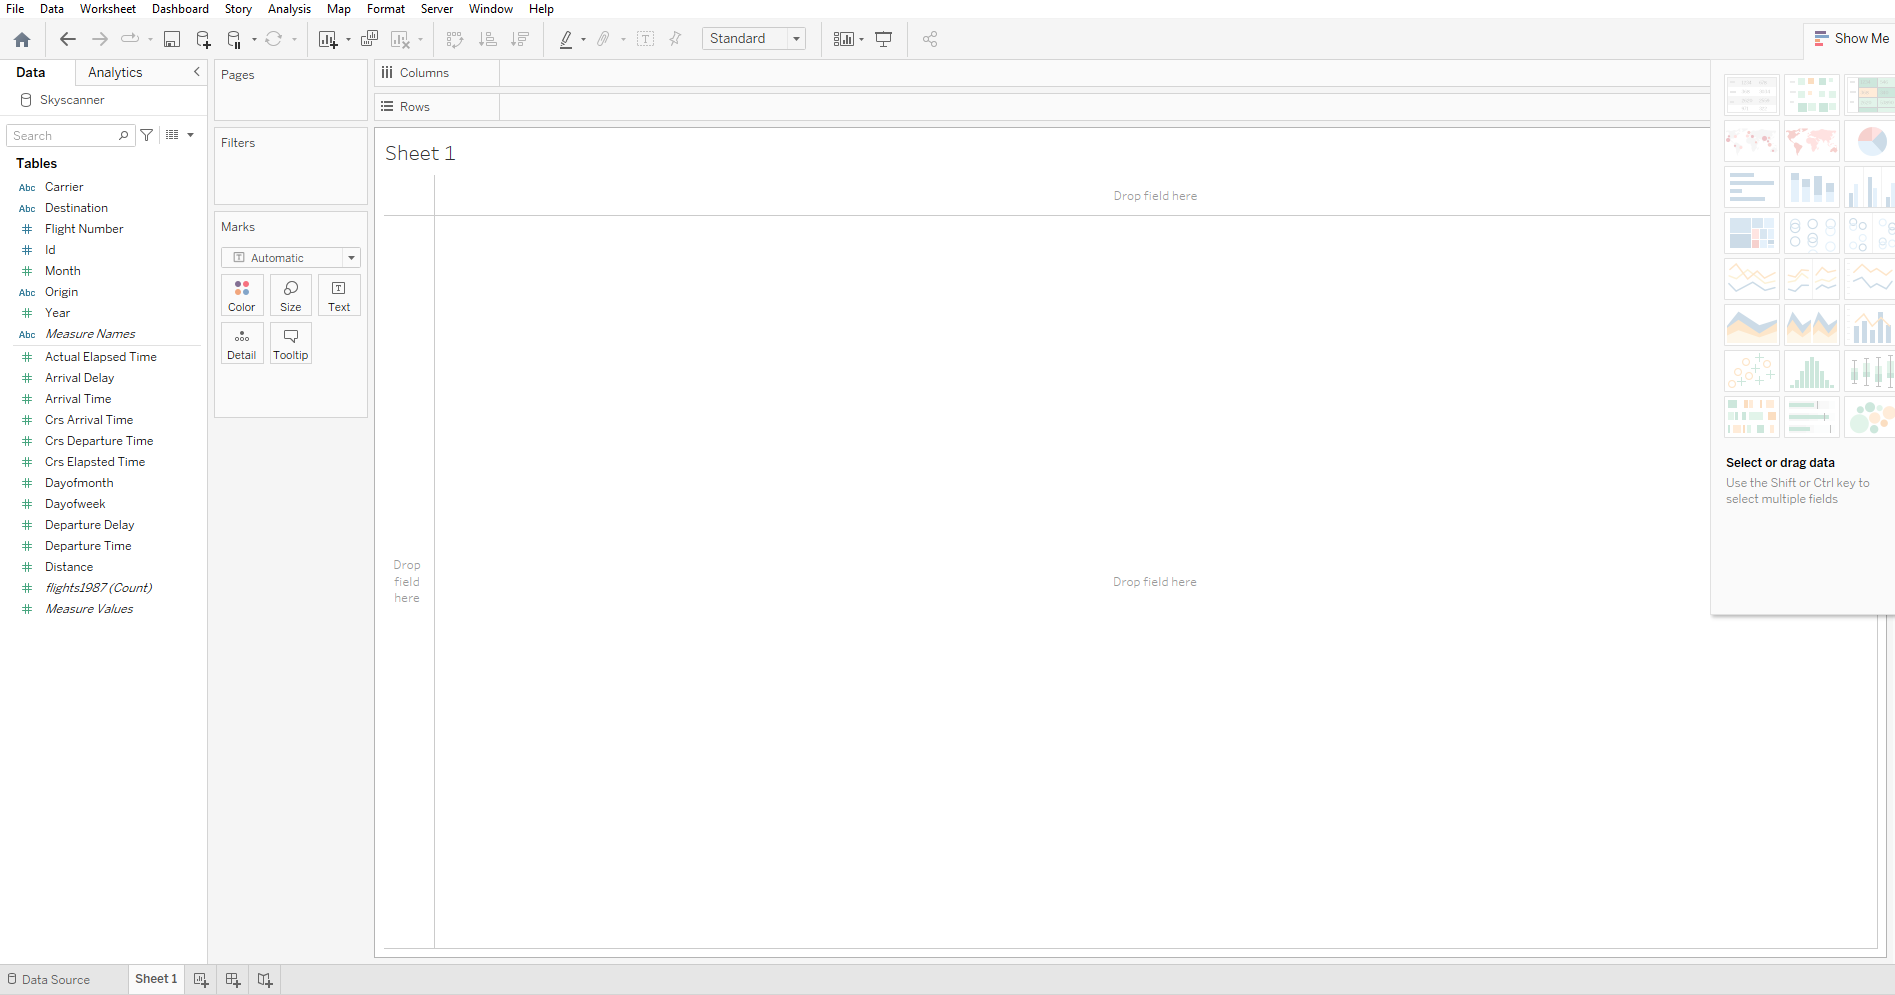 File Data Worksheet Dashboard Story Analysis Map Format Server Window Help
Standard
Show Me
Data Analytics
Skyscanner
Search
Tables
Abc Carrier
Abc Destination
# Flight Number
# Id
# Month
Abc Origin
# Year
Abc Measure Names
# Actual Elapsed Time
# Arrival Delay
# Arrival Time
# Crs Arrival Time
# Crs Departure Time
# Crs Elapsted Time
# Dayofmonth
# Dayofweek
# Departure Delay
# Departure Time
# Distance
# flights1987 (Count)
# Measure Values
Pages
Filters
Marks
Automatic
Color Size Text
Detail Tooltip
Columns
Rows
Sheet 1
Drop field here
Drop
field
here
Drop field here
Select or drag data
Use the Shift or Ctrl key to
select multiple fields
Data Source Sheet 1